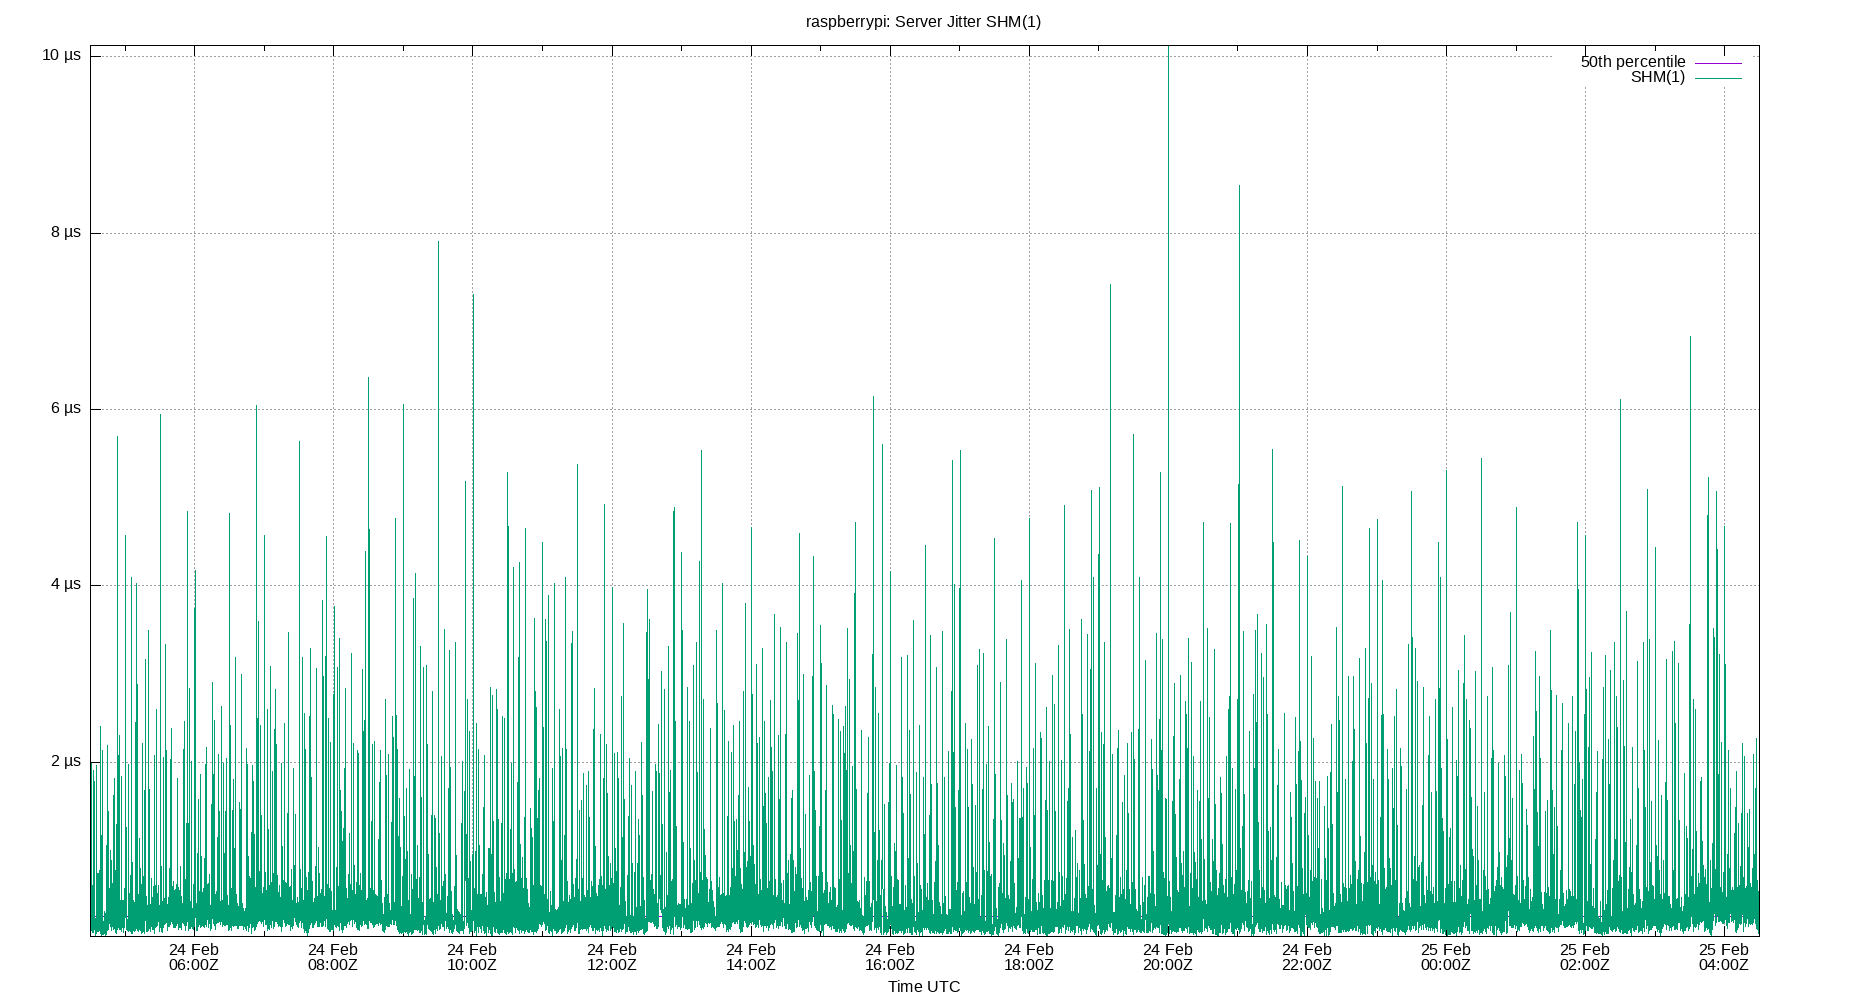 raspberrypi: Server Jitter SHM(1)
10 µs
8 µs
6 µs
4 µs
2 µs
50th percentile
SHM(1)
24 Feb 24 Feb 24 Feb 24 Feb 24 Feb 24 Feb 24 Feb 24 Feb 24 Feb 25 Feb 25 Feb 25 Feb
06:00Z 08:00Z 10:00Z 12:00Z 14:00Z 16:00Z 18:00Z 20:00Z 22:00Z 00:00Z 02:00Z 04:00Z
Time UTC